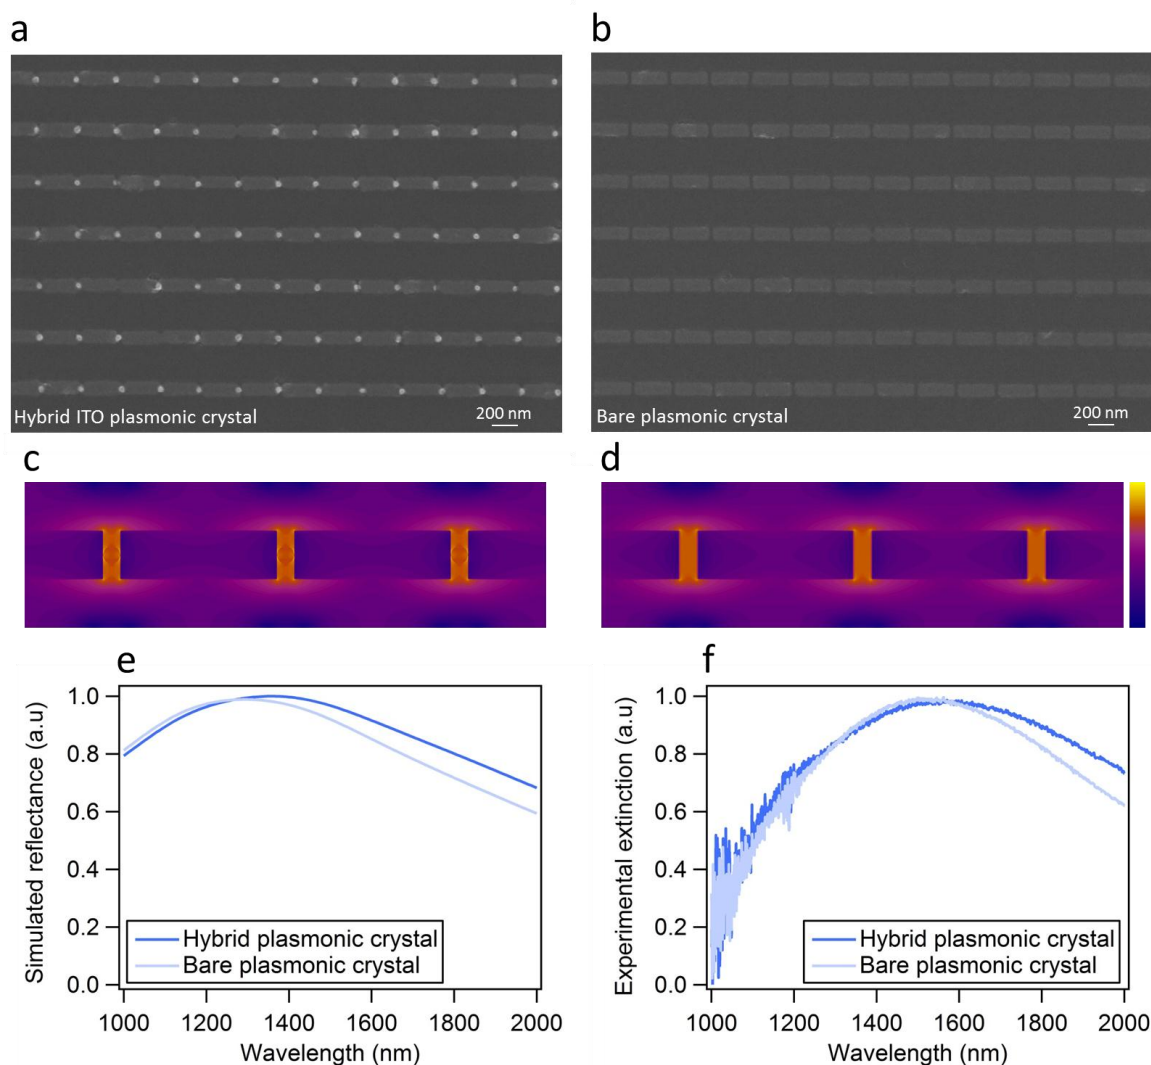 a
b
Hybrid ITO plasmonic crystal
200 nm
Bare plasmonic crystal
200 nm
c
d
e
f
Simulated reflectance (a.u)
1.0
0.8
0.6
0.4
0.2
0.0
Hybrid plasmonic crystal
Bare plasmonic crystal
1000 1200 1400 1600 1800 2000
Wavelength (nm)
Experimental extinction (a.u)
1.0
0.8
0.6
0.4
0.2
0.0
Hybrid plasmonic crystal
Bare plasmonic crystal
1000 1200 1400 1600 1800 2000
Wavelength (nm)